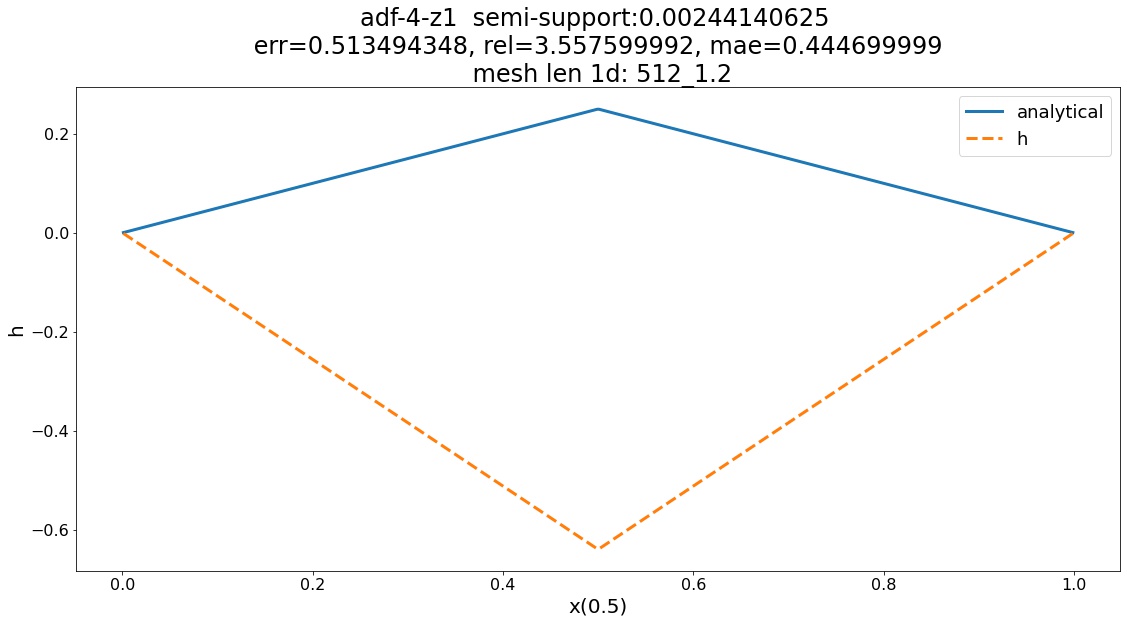 adf-4-z1  semi-support:0.00244140625
err=0.513494348, rel=3.557599992, mae=0.444699999
mesh len 1d: 512_1.2
analytical
h
0.2
0.0
−0.2
−0.4
−0.6
h
0.0
0.2
0.4
0.6
0.8
1.0
x(0.5)